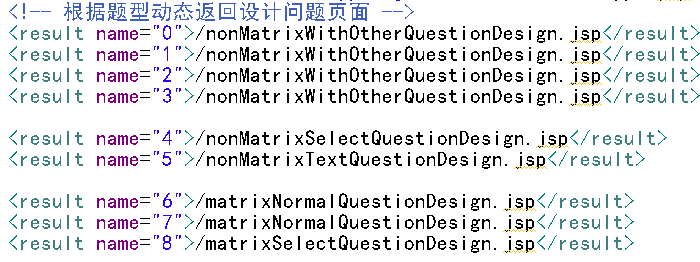 <!-- 根据题型动态返回设计问题页面 -->
<result name="0">/nonMatrixWithOtherQuestionDesign.jsp</result>
<result name="1">/nonMatrixWithOtherQuestionDesign.jsp</result>
<result name="2">/nonMatrixWithOtherQuestionDesign.jsp</result>
<result name="3">/nonMatrixWithOtherQuestionDesign.jsp</result>
<result name="4">/nonMatrixSelectQuestionDesign.jsp</result>
<result name="5">/nonMatrixTextQuestionDesign.jsp</result>
<result name="6">/matrixNormalQuestionDesign.jsp</result>
<result name="7">/matrixNormalQuestionDesign.jsp</result>
<result name="8">/matrixSelectQuestionDesign.jsp</result>